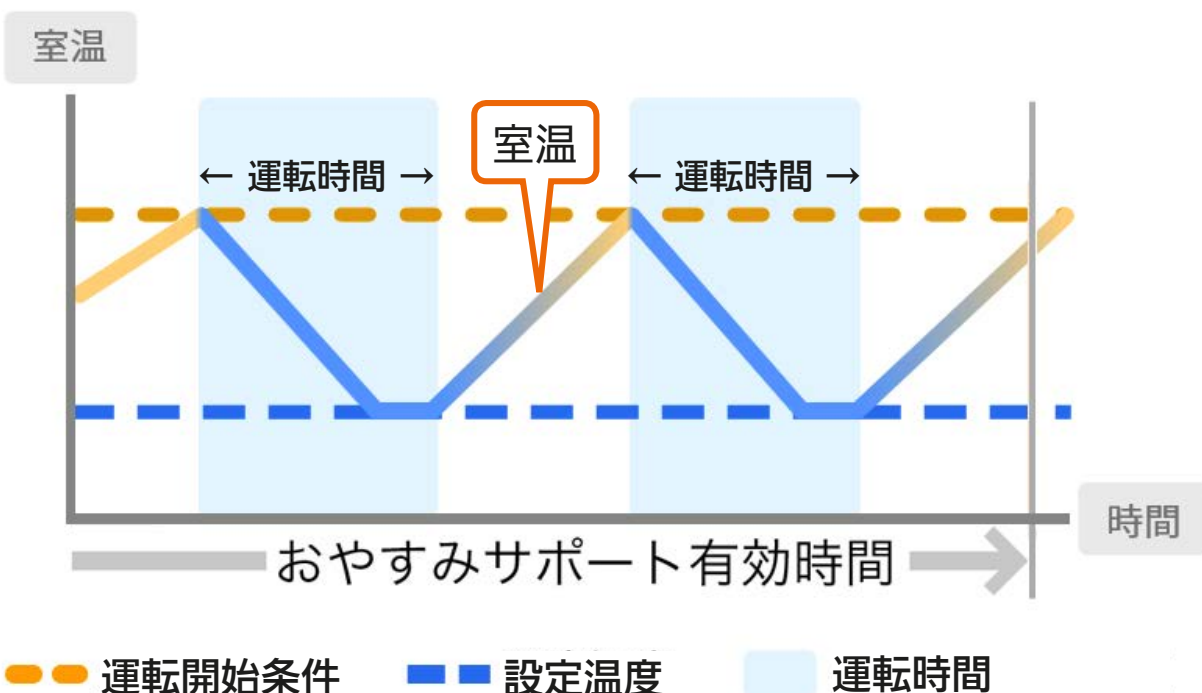 室温
室温
← 運転時間 →
← 運転時間 →
時間
おやすみサポート有効時間
運転開始条件
設定温度
運転時間